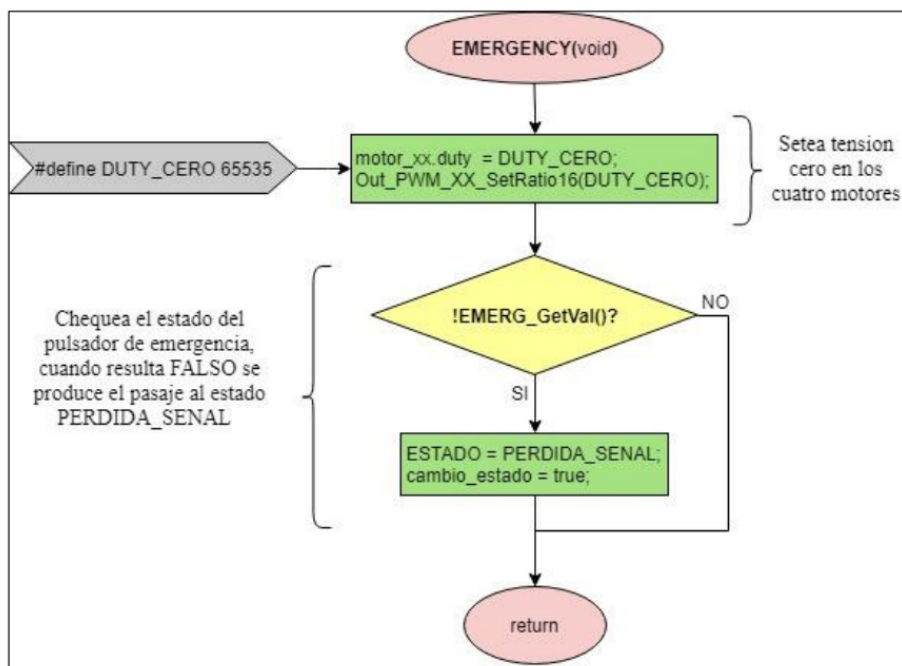 EMERGENCY(void)
#define DUTY_CERO 65535
motor_xx.duty = DUTY_CERO;
Out_PWM_XX_SetRatio16(DUTY_CERO);
Setea tension
cero en los
cuatro motores
!EMERG_GetVal()?
NO
Chequea el estado del
pulsador de emergencia,
cuando resulta FALSO se
produce el pasaje al estado
PERDIDA_SENAL
SI
ESTADO = PERDIDA_SENAL;
cambio_estado = true;
return